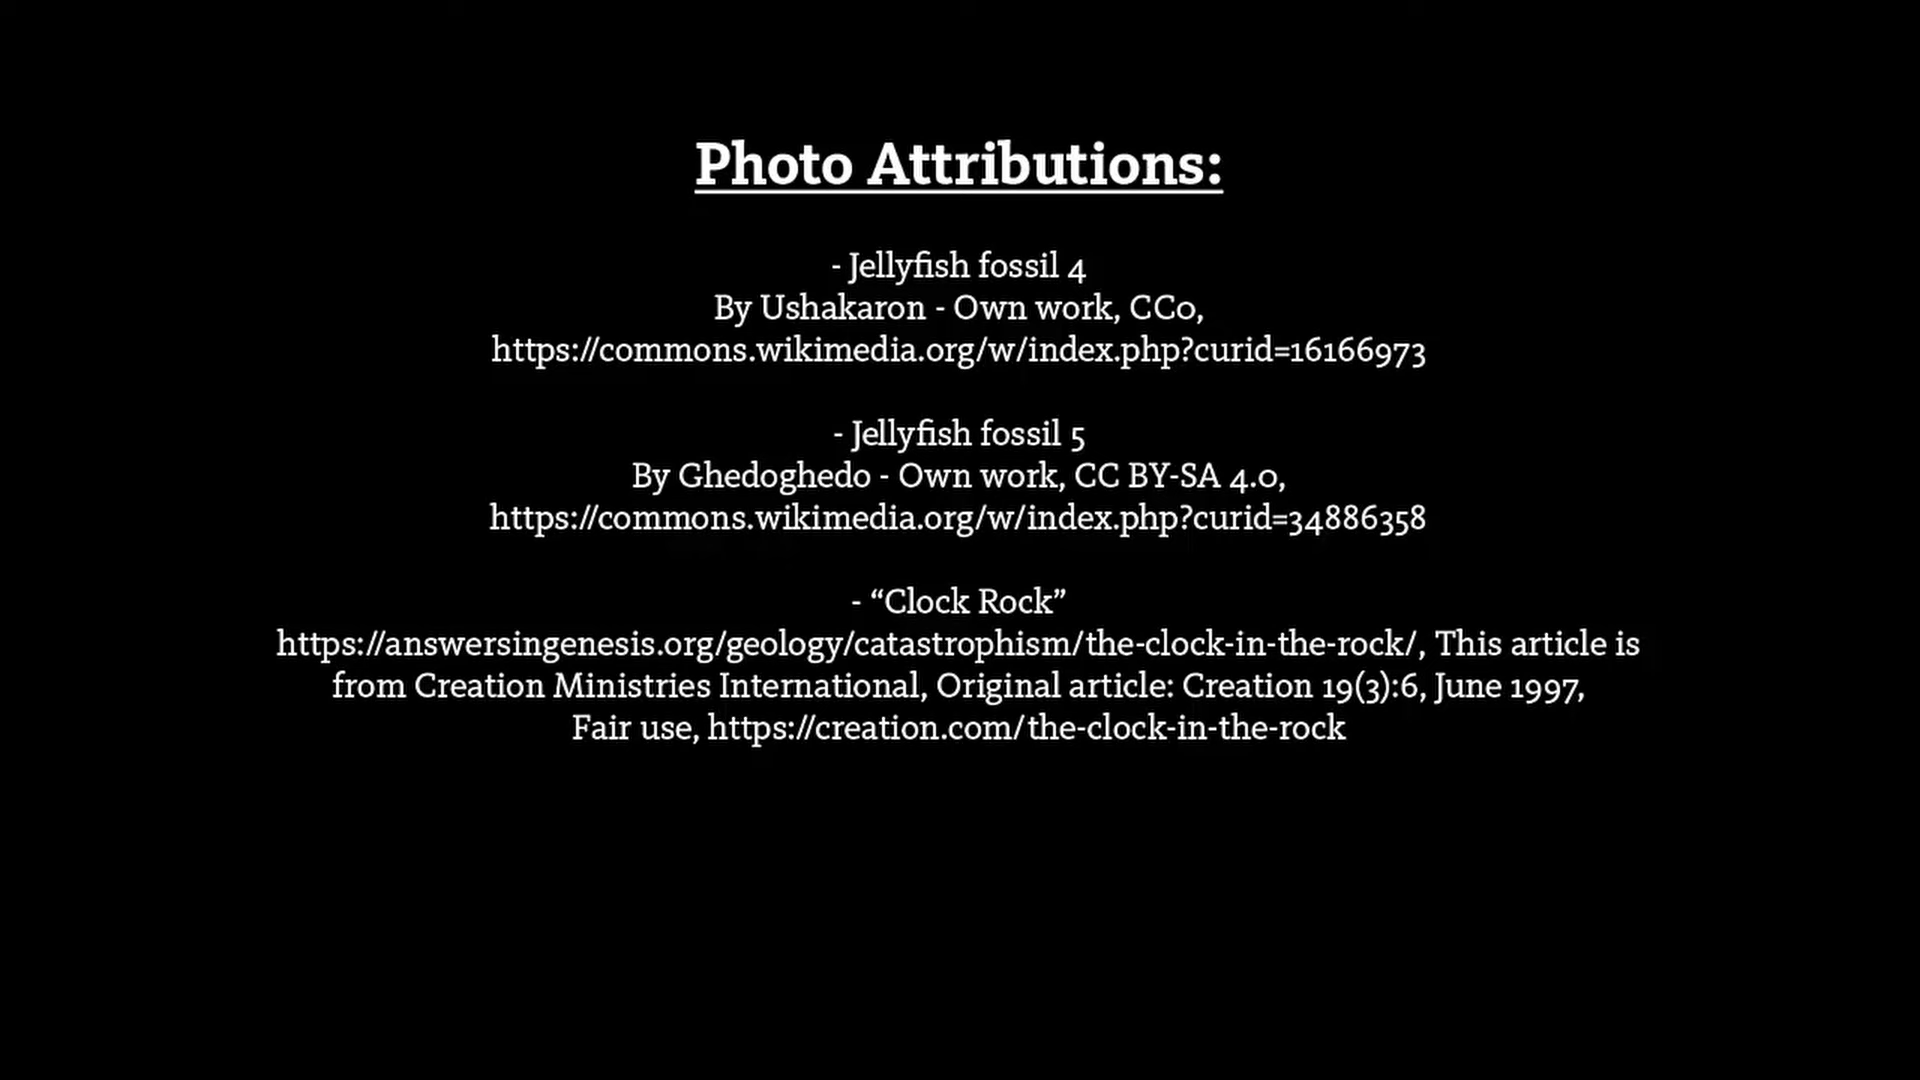 Photo Attributions:
- Jellyfish fossil 4
By Ushakaron - Own work, CC0,
https://commons.wikimedia.org/w/index.php?curid=16166973
- Jellyfish fossil 5
By Ghedoghedo - Own work, CC BY-SA 4.0,
https://commons.wikimedia.org/w/index.php?curid=34886358
- “Clock Rock”
https://answersingenesis.org/geology/catastrophism/the-clock-in-the-rock/, This article is
from Creation Ministries International, Original article: Creation 19(3):6, June 1997,
Fair use, https://creation.com/the-clock-in-the-rock